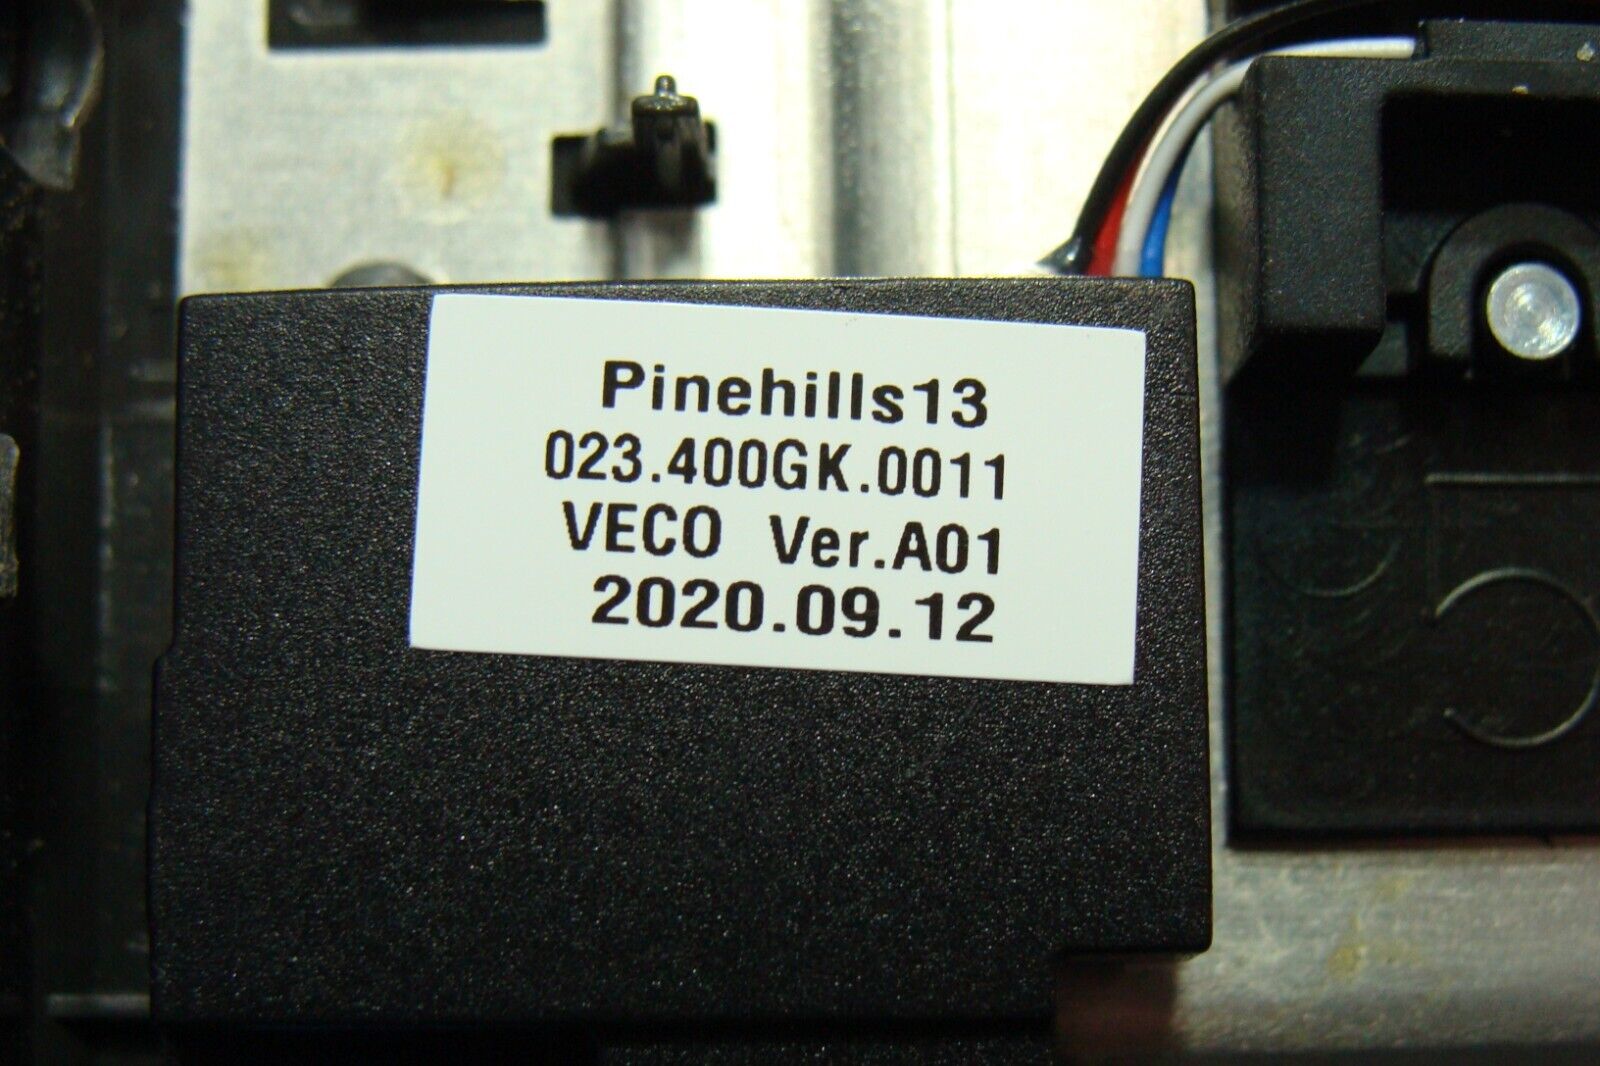 Pinehills13
023.400GK.0011
VECO Ver.A01
2020.09.12